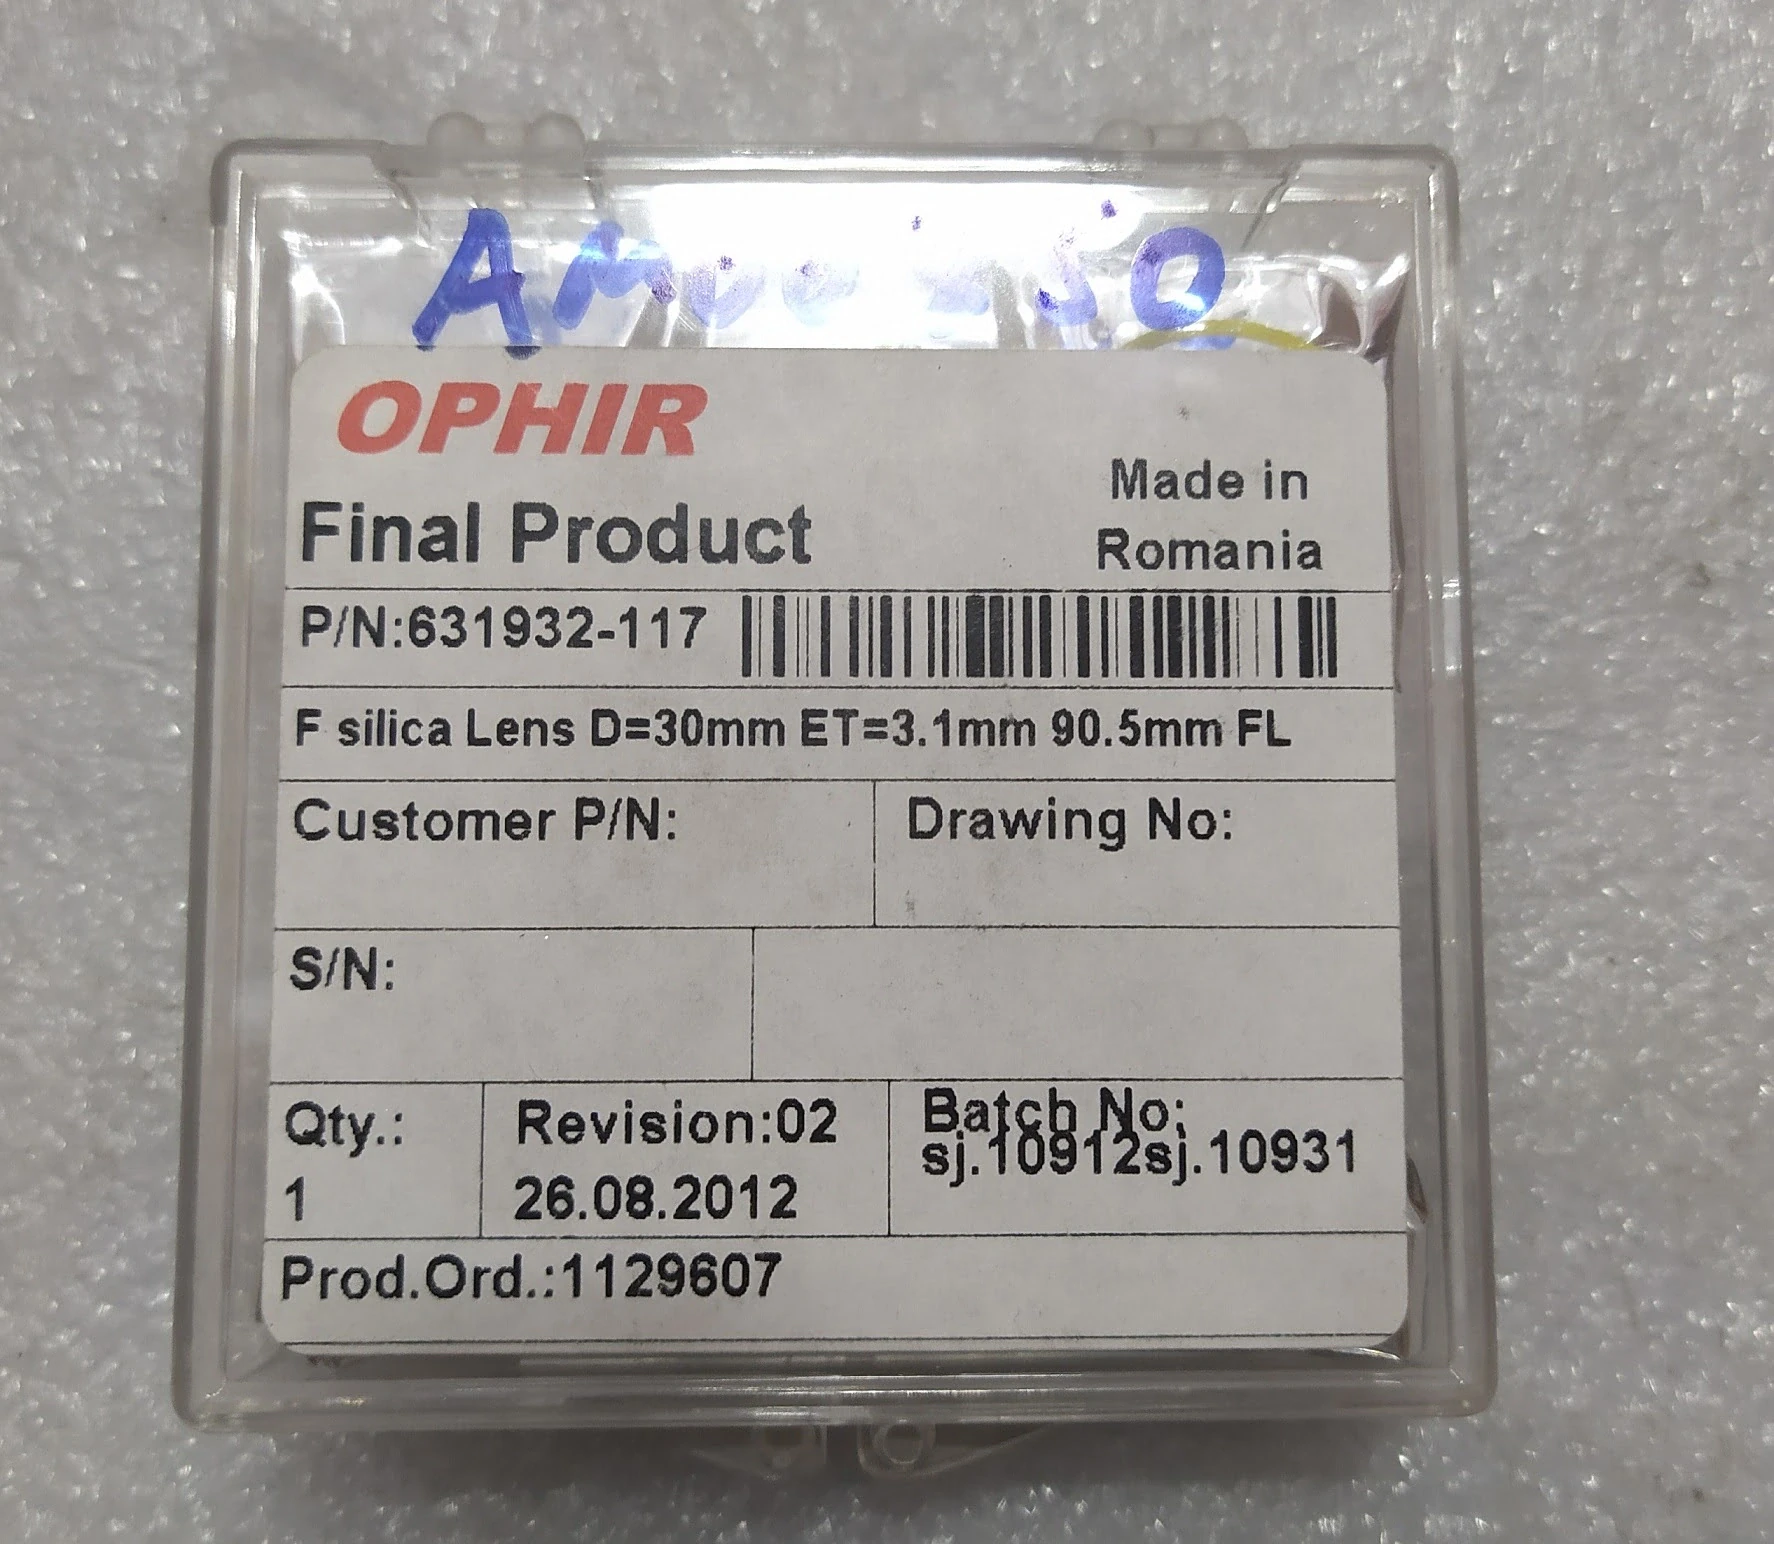 OPHIR
Made in
Romania
Final Product
P/N:631932-117
F silica Lens D=30mm ET=3.1mm 90.5mm FL
Customer P/N:
Drawing No:
S/N:
Qty.:
1
Revision:02
26.08.2012
Batch No:
sj.10912sj.10931
Prod.Ord.:1129607